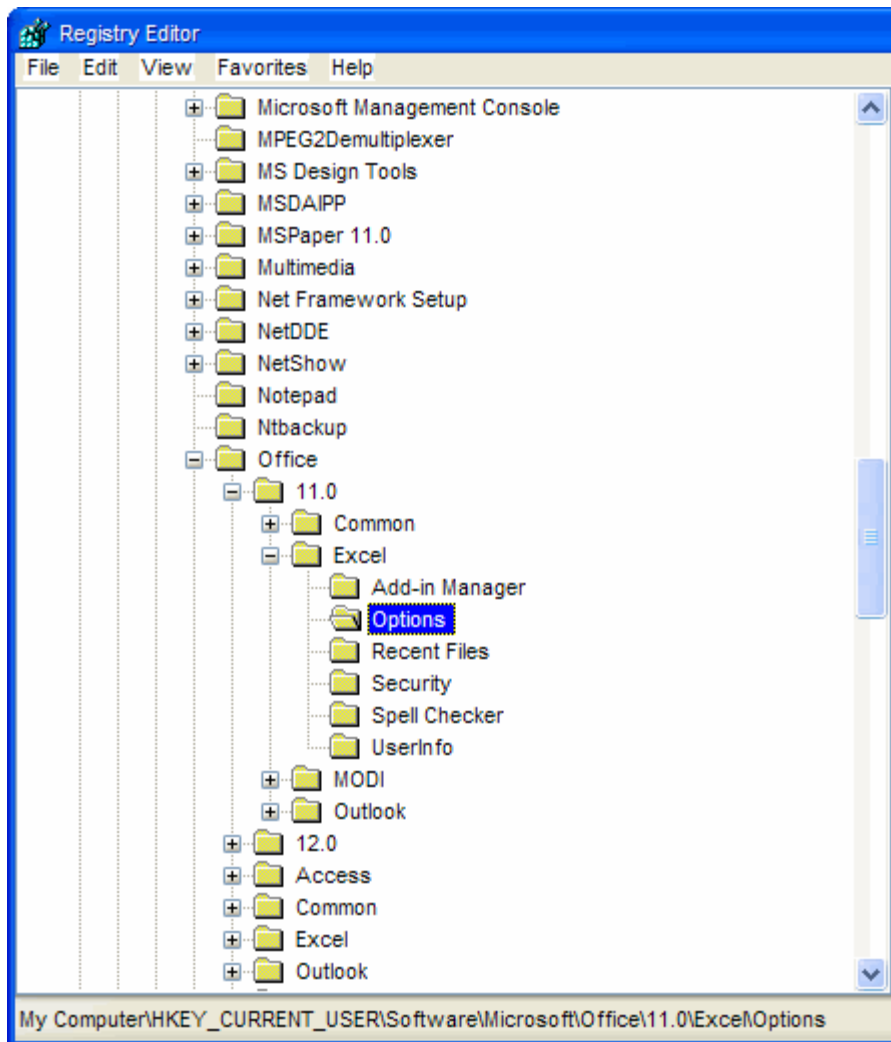 Registry Editor
File Edit View Favorites Help
Microsoft Management Console
MPEG2Demultiplexer
MS Design Tools
MSDAIPP
MSPaper 11.0
Multimedia
Net Framework Setup
NetDDE
NetShow
Notepad
Ntbackup
Office
11.0
Common
Excel
Add-in Manager
Options
Recent Files
Security
Spell Checker
UserInfo
MODI
Outlook
12.0
Access
Common
Excel
Outlook
My Computer\HKEY_CURRENT_USER\Software\Microsoft\Office\11.0\Excel\Options